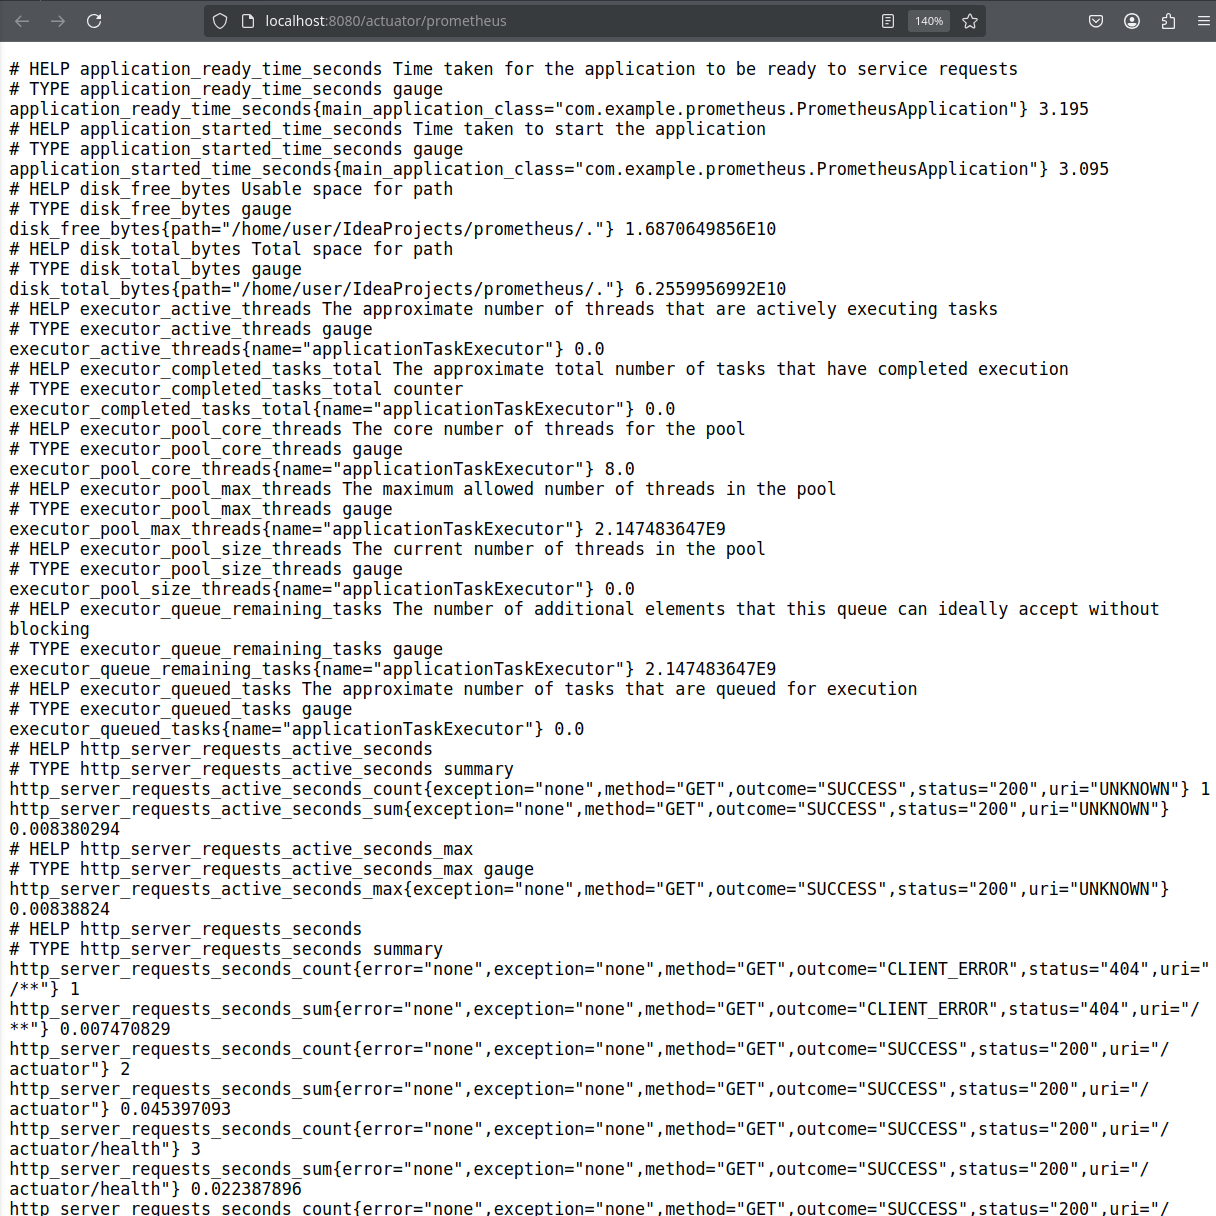 localhost:8080/actuator/prometheus
140%
# HELP application_ready_time_seconds Time taken for the application to be ready to service requests
# TYPE application_ready_time_seconds gauge
application_ready_time_seconds{main_application_class="com.example.prometheus.PrometheusApplication"} 3.195
# HELP application_started_time_seconds Time taken to start the application
# TYPE application_started_time_seconds gauge
application_started_time_seconds{main_application_class="com.example.prometheus.PrometheusApplication"} 3.095
# HELP disk_free_bytes Usable space for path
# TYPE disk_free_bytes gauge
disk_free_bytes{path="/home/user/IdeaProjects/prometheus/."} 1.6870649856E10
# HELP disk_total_bytes Total space for path
# TYPE disk_total_bytes gauge
disk_total_bytes{path="/home/user/IdeaProjects/prometheus/."} 6.2559956992E10
# HELP executor_active_threads The approximate number of threads that are actively executing tasks
# TYPE executor_active_threads gauge
executor_active_threads{name="applicationTaskExecutor"} 0.0
# HELP executor_completed_tasks_total The approximate total number of tasks that have completed execution
# TYPE executor_completed_tasks_total counter
executor_completed_tasks_total{name="applicationTaskExecutor"} 0.0
# HELP executor_pool_core_threads The core number of threads for the pool
# TYPE executor_pool_core_threads gauge
executor_pool_core_threads{name="applicationTaskExecutor"} 8.0
# HELP executor_pool_max_threads The maximum allowed number of threads in the pool
# TYPE executor_pool_max_threads gauge
executor_pool_max_threads{name="applicationTaskExecutor"} 2.147483647E9
# HELP executor_pool_size_threads The current number of threads in the pool
# TYPE executor_pool_size_threads gauge
executor_pool_size_threads{name="applicationTaskExecutor"} 0.0
# HELP executor_queue_remaining_tasks The number of additional elements that this queue can ideally accept without
blocking
# TYPE executor_queue_remaining_tasks gauge
executor_queue_remaining_tasks{name="applicationTaskExecutor"} 2.147483647E9
# HELP executor_queued_tasks The approximate number of tasks that are queued for execution
# TYPE executor_queued_tasks gauge
executor_queued_tasks{name="applicationTaskExecutor"} 0.0
# HELP http_server_requests_active_seconds
# TYPE http_server_requests_active_seconds summary
http_server_requests_active_seconds_count{exception="none",method="GET",outcome="SUCCESS",status="200",uri="UNKNOWN"} 1
http_server_requests_active_seconds_sum{exception="none",method="GET",outcome="SUCCESS",status="200",uri="UNKNOWN"}
0.008380294
# HELP http_server_requests_active_seconds_max
# TYPE http_server_requests_active_seconds_max gauge
http_server_requests_active_seconds_max{exception="none",method="GET",outcome="SUCCESS",status="200",uri="UNKNOWN"}
0.00838824
# HELP http_server_requests_seconds
# TYPE http_server_requests_seconds summary
http_server_requests_seconds_count{error="none",exception="none",method="GET",outcome="CLIENT_ERROR",status="404",uri="
/**"} 1
http_server_requests_seconds_sum{error="none",exception="none",method="GET",outcome="CLIENT_ERROR",status="404",uri="/
**"} 0.007470829
http_server_requests_seconds_count{error="none",exception="none",method="GET",outcome="SUCCESS",status="200",uri="/
actuator"} 2
http_server_requests_seconds_sum{error="none",exception="none",method="GET",outcome="SUCCESS",status="200",uri="/
actuator"} 0.045397093
http_server_requests_seconds_count{error="none",exception="none",method="GET",outcome="SUCCESS",status="200",uri="/
actuator/health"} 3
http_server_requests_seconds_sum{error="none",exception="none",method="GET",outcome="SUCCESS",status="200",uri="/
actuator/health"} 0.022387896
http_server_requests_seconds_count{error="none",exception="none",method="GET",outcome="SUCCESS",status="200",uri="/